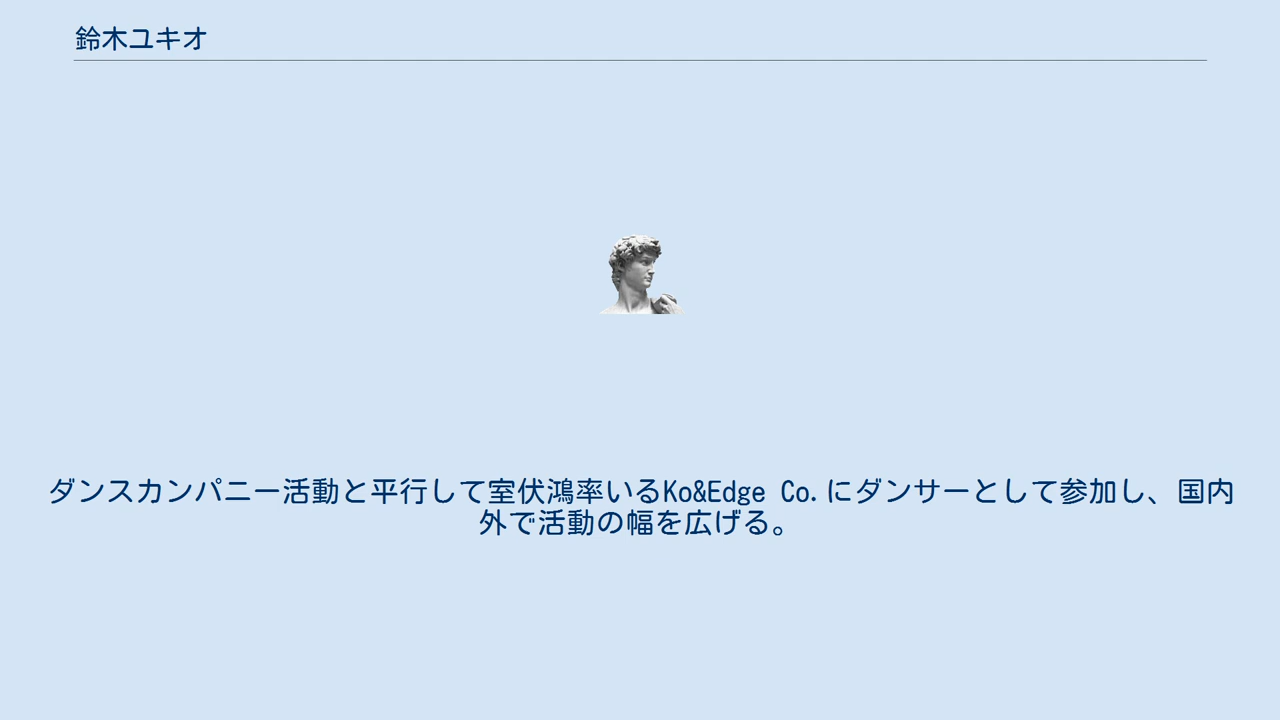 鈴木ユキオ
ダンスカンパニー活動と平行して室伏鴻率いるKo&Edge Co.にダンサーとして参加し、国内
外で活動の幅を広げる。